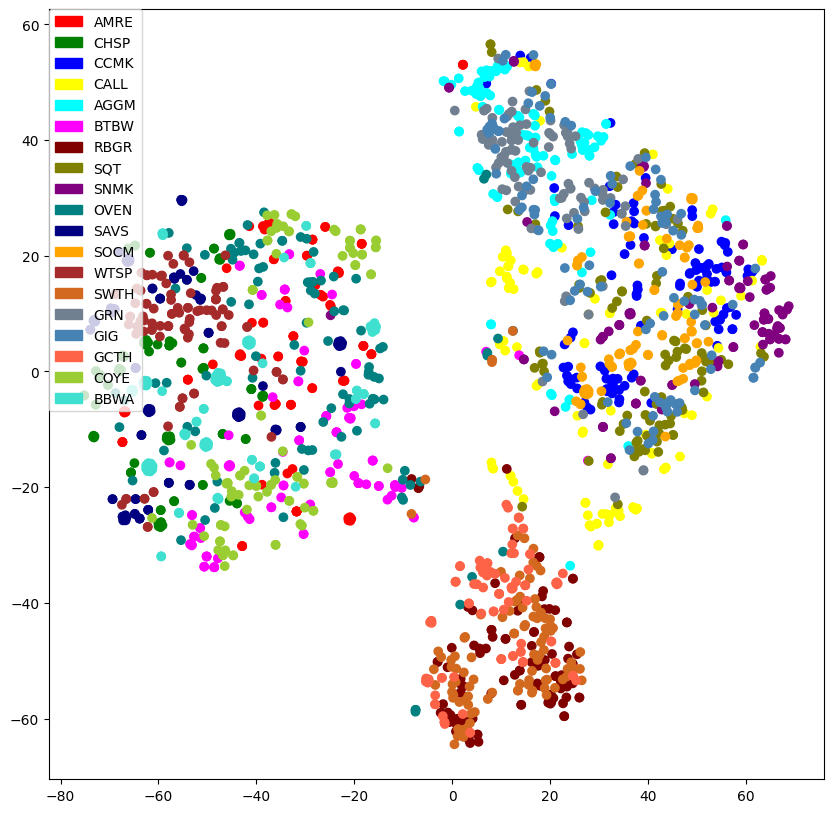 AMRE
CHSP
CCMK
CALL
AGGM
BTBW
RBGR
SQT
SNMK
OVEN
SAVS
SOCM
WTSP
SWTH
GRN
GIG
GCTH
COYE
BBWA
60
40
20
0
−20
−40
−60
−80
−60
−40
−20
0
20
40
60